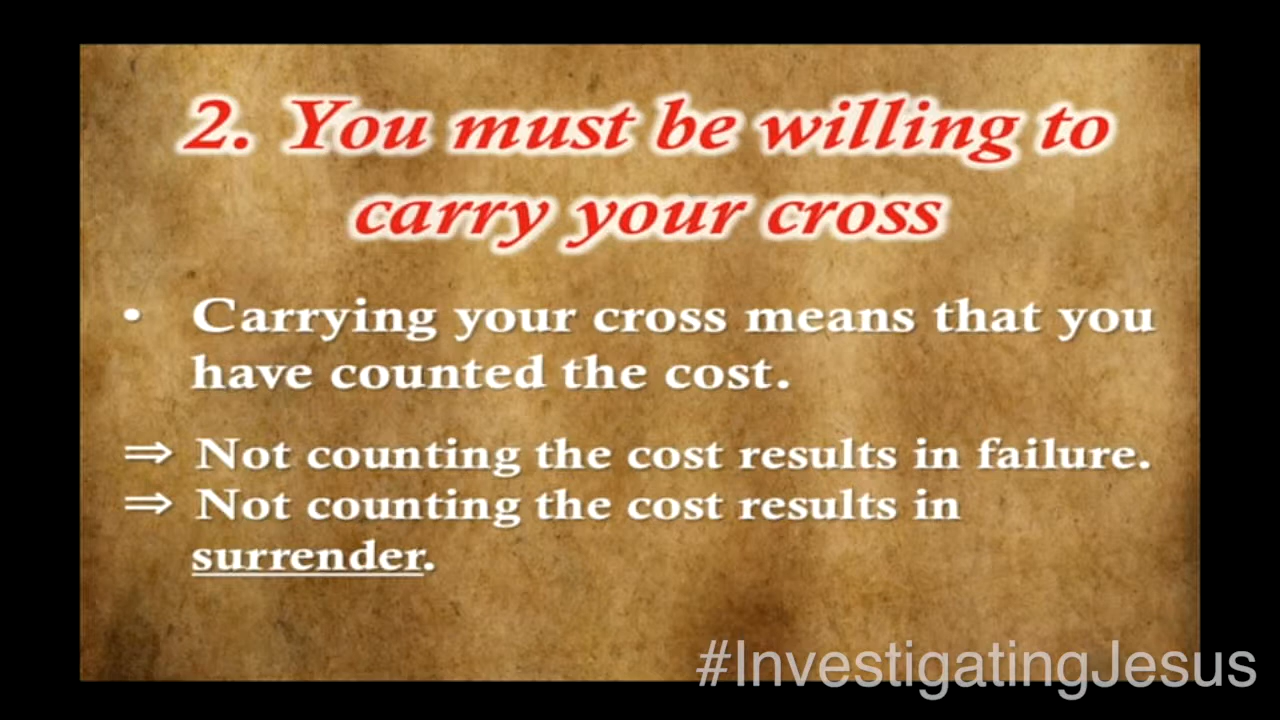 2. You must be willing to
carry your cross
• Carrying your cross means that you
have counted the cost.
⇒ Not counting the cost results in failure.
⇒ Not counting the cost results in
surrender.
#InvestigatingJesus